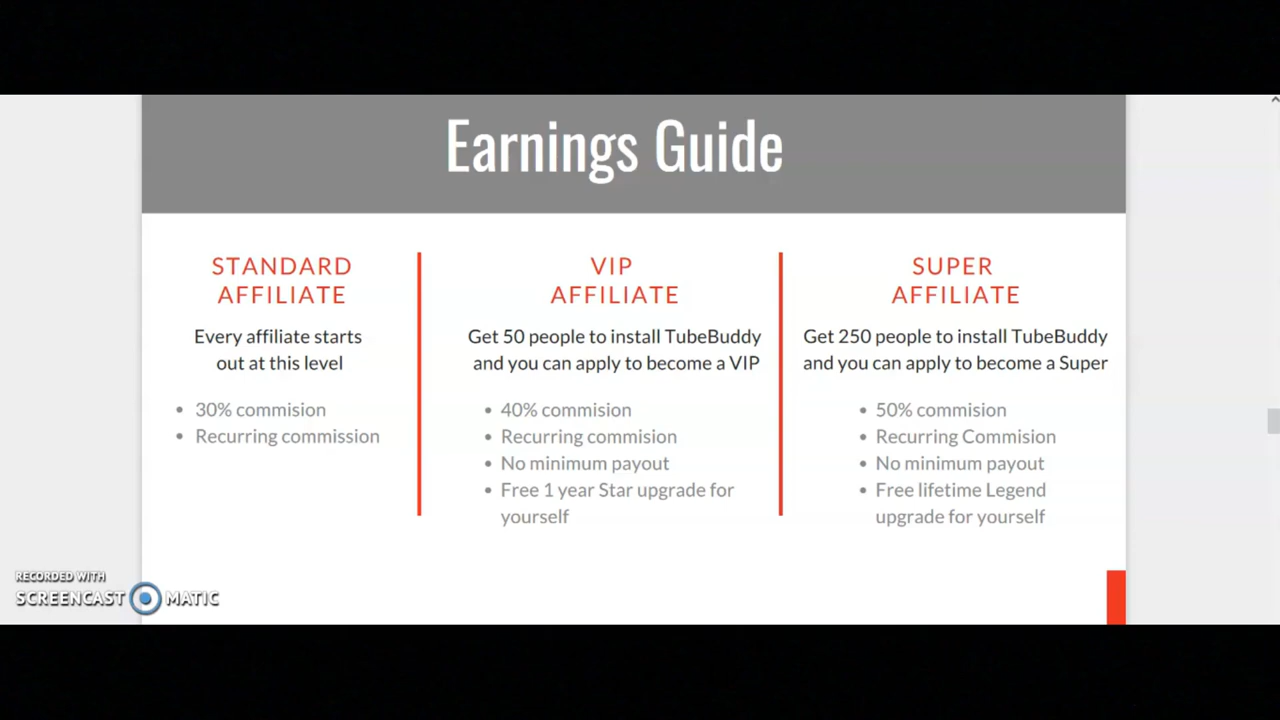 Earnings Guide
STANDARD
AFFILIATE
Every affiliate starts
out at this level
• 30% commision
• Recurring commission
VIP
AFFILIATE
Get 50 people to install TubeBuddy
and you can apply to become a VIP
• 40% commision
• Recurring commision
• No minimum payout
• Free 1 year Star upgrade for
yourself
SUPER
AFFILIATE
Get 250 people to install TubeBuddy
and you can apply to become a Super
• 50% commision
• Recurring Commision
• No minimum payout
• Free lifetime Legend
upgrade for yourself
RECORDED WITH
SCREENCAST MATIC